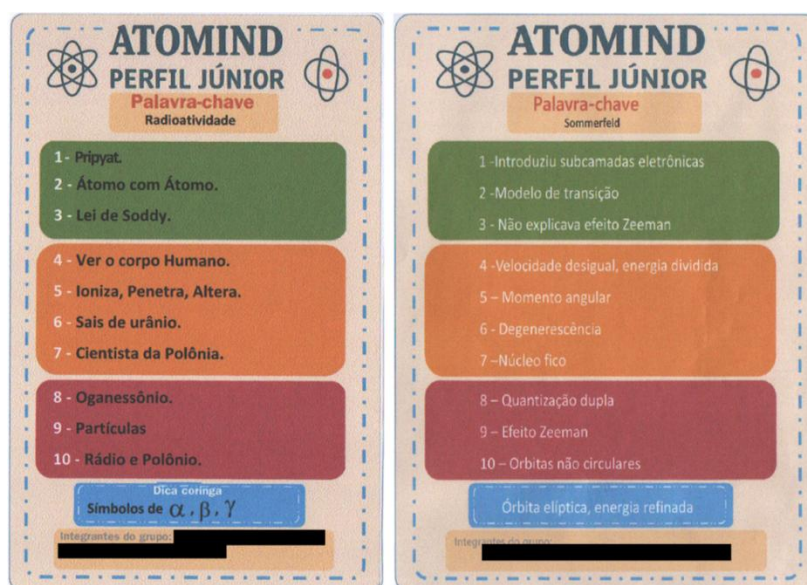 ATOMIND
PERFIL JÚNIOR
Palavra-chave
Radioatividade
1 - Pripyat.
2 - Átomo com Átomo.
3 - Lei de Soddy.
4 - Ver o corpo Humano.
5 - Ioniza, Penetra, Altera.
6 - Sais de urânio.
7 - Cientista da Polônia.
8 - Oganessônio.
9 - Partículas
10 - Rádio e Polônio.
Dica coringa
Símbolos de α , β , γ
Integrantes do grupo:
ATOMIND
PERFIL JÚNIOR
Palavra-chave
Sommerfeld
1 -Introduziu subcamadas eletrônicas
2 -Modelo de transição
3 - Não explicava efeito Zeeman
4 -Velocidade desigual, energia dividida
5 – Momento angular
6 - Degenerescência
7 –Núcleo fico
8 – Quantização dupla
9 – Efeito Zeeman
10 – Orbitas não circulares
Órbita elíptica, energia refinada
Integrantes do grupo: